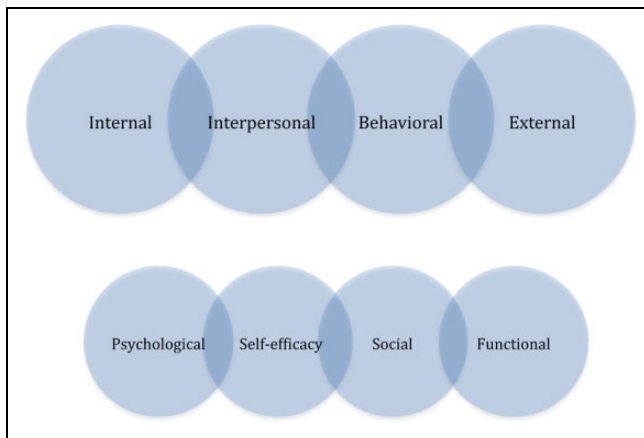 Internal Interpersonal Behavioral External
Psychological Self-efficacy Social Functional